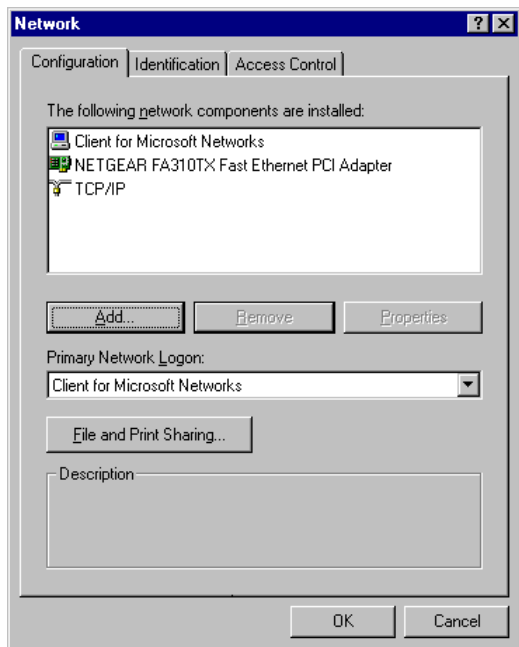 Network
Configuration Identification Access Control
The following network components are installed:
Client for Microsoft Networks
NETGEAR FA310TX Fast Ethernet PCI Adapter
TCP/IP
Add... Remove Properties
Primary Network Logon:
Client for Microsoft Networks
File and Print Sharing...
Description
OK Cancel